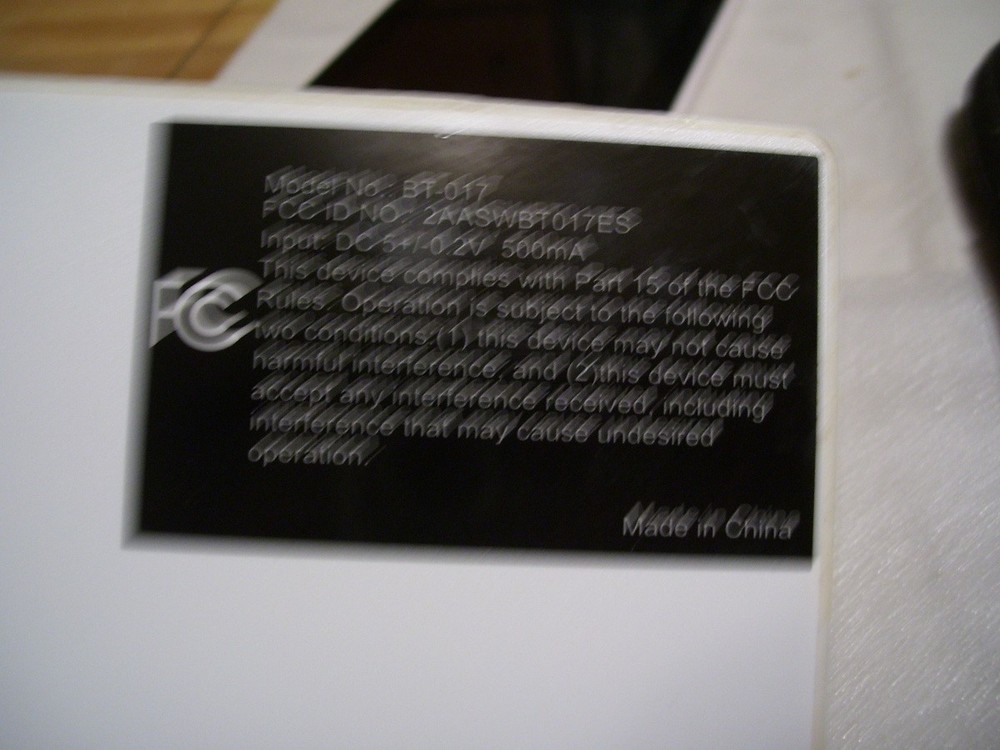 Model No.: BT-017
FCC ID NO.: 2AASWBT017ES
Input: DC 5+/-0.2V 500mA
FC This device complies with Part 15 of the FCC
Rules. Operation is subject to the following
two conditions:(1) this device may not cause
harmful interference, and (2)this device must
accept any interference received, including
interference that may cause undesired
operation.
Made in China